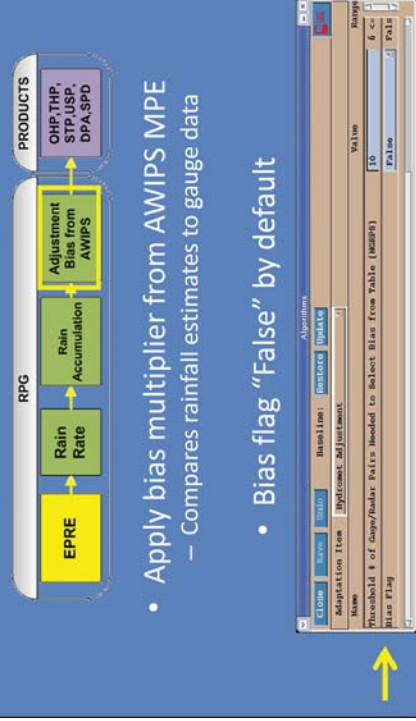 RPG
PRODUCTS
EPRE
Rain
Rate
Rain
Accumulation
Adjustment
Bias from
AWIPS
OHP,THP,
STP,USP,
DPA,SPD
• Apply bias multiplier from AWIPS MPE
– Compares rainfall estimates to gauge data
• Bias flag “False” by default
Algorithms
Close Save Undo Baseline: Restore Update
Adaptation Item Hydromet Adjustment
Name Value Range
Threshold # of Gage/Radar Pairs Needed to Select Bias from Table [NGRPS] 10 6 <=
Bias Flag False Fals